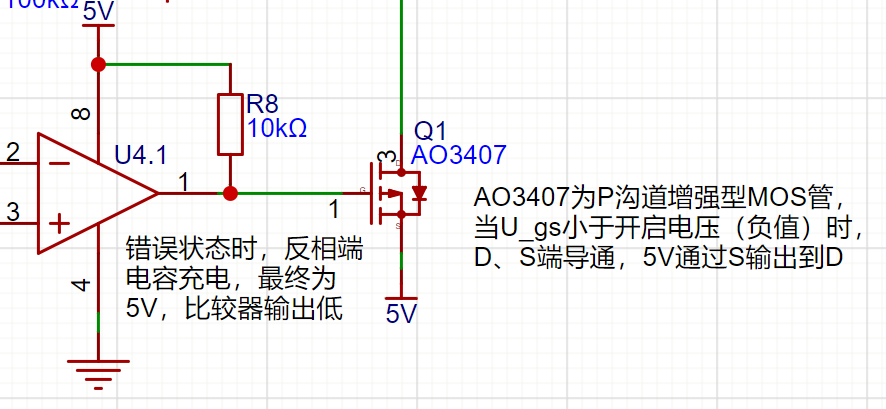 100kΩ
5V
8
R8
10kΩ
U4.1
2
3
1
4
Q1
AO3407
3
D
G
S
1
5V
错误状态时，反相端
电容充电，最终为
5V，比较器输出低
AO3407为P沟道增强型MOS管，
当U_gs小于开启电压（负值）时，
D、S端导通，5V通过S输出到D